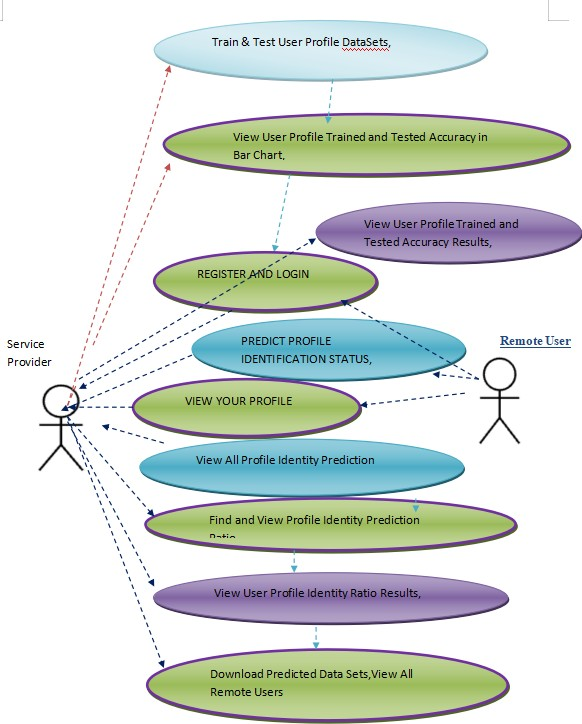 Train & Test User Profile DataSets,
View User Profile Trained and Tested Accuracy in
Bar Chart,
View User Profile Trained and
Tested Accuracy Results,
REGISTER AND LOGIN
PREDICT PROFILE
IDENTIFICATION STATUS,
Remote User
Service
Provider
VIEW YOUR PROFILE
View All Profile Identity Prediction
Find and View Profile Identity Prediction
Ratio
View User Profile Identity Ratio Results,
Download Predicted Data Sets,View All
Remote Users